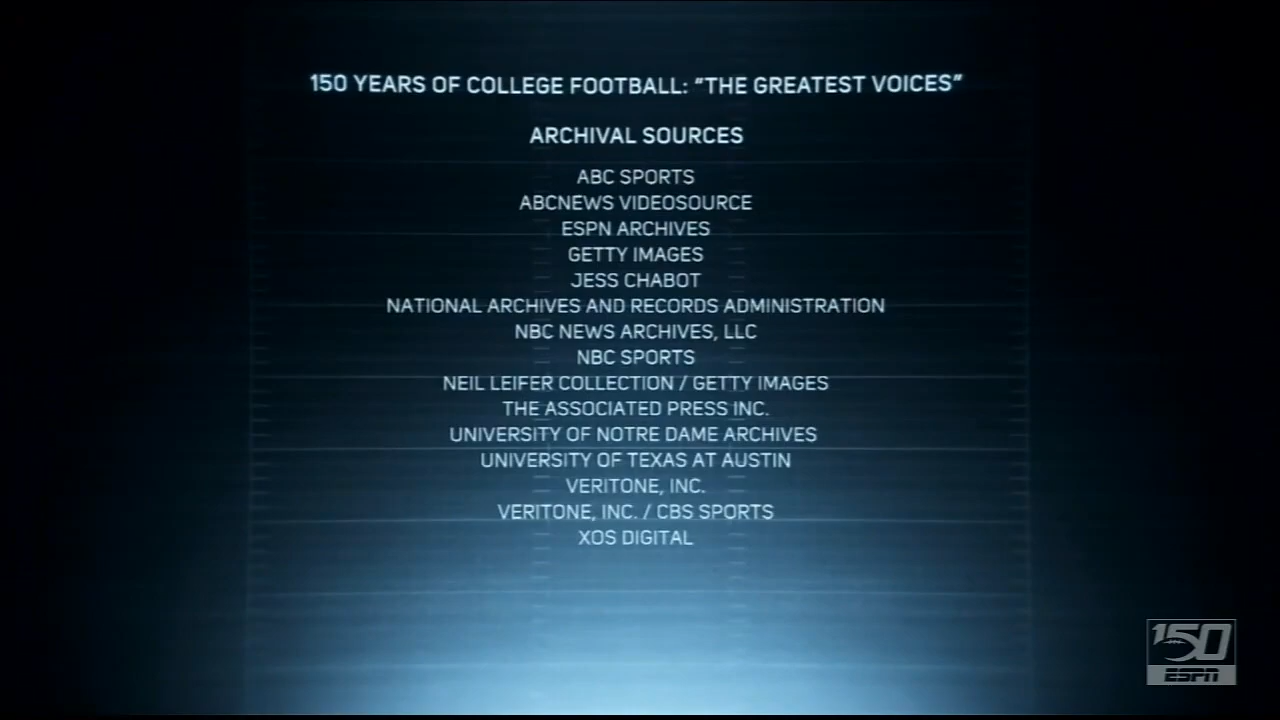 150 YEARS OF COLLEGE FOOTBALL: “THE GREATEST VOICES”
ARCHIVAL SOURCES
ABC SPORTS
ABCNEWS VIDEOSOURCE
ESPN ARCHIVES
GETTY IMAGES
JESS CHABOT
NATIONAL ARCHIVES AND RECORDS ADMINISTRATION
NBC NEWS ARCHIVES, LLC
NBC SPORTS
NEIL LEIFER COLLECTION / GETTY IMAGES
THE ASSOCIATED PRESS INC.
UNIVERSITY OF NOTRE DAME ARCHIVES
UNIVERSITY OF TEXAS AT AUSTIN
VERITONE, INC.
VERITONE, INC. / CBS SPORTS
XOS DIGITAL
150
ESPN